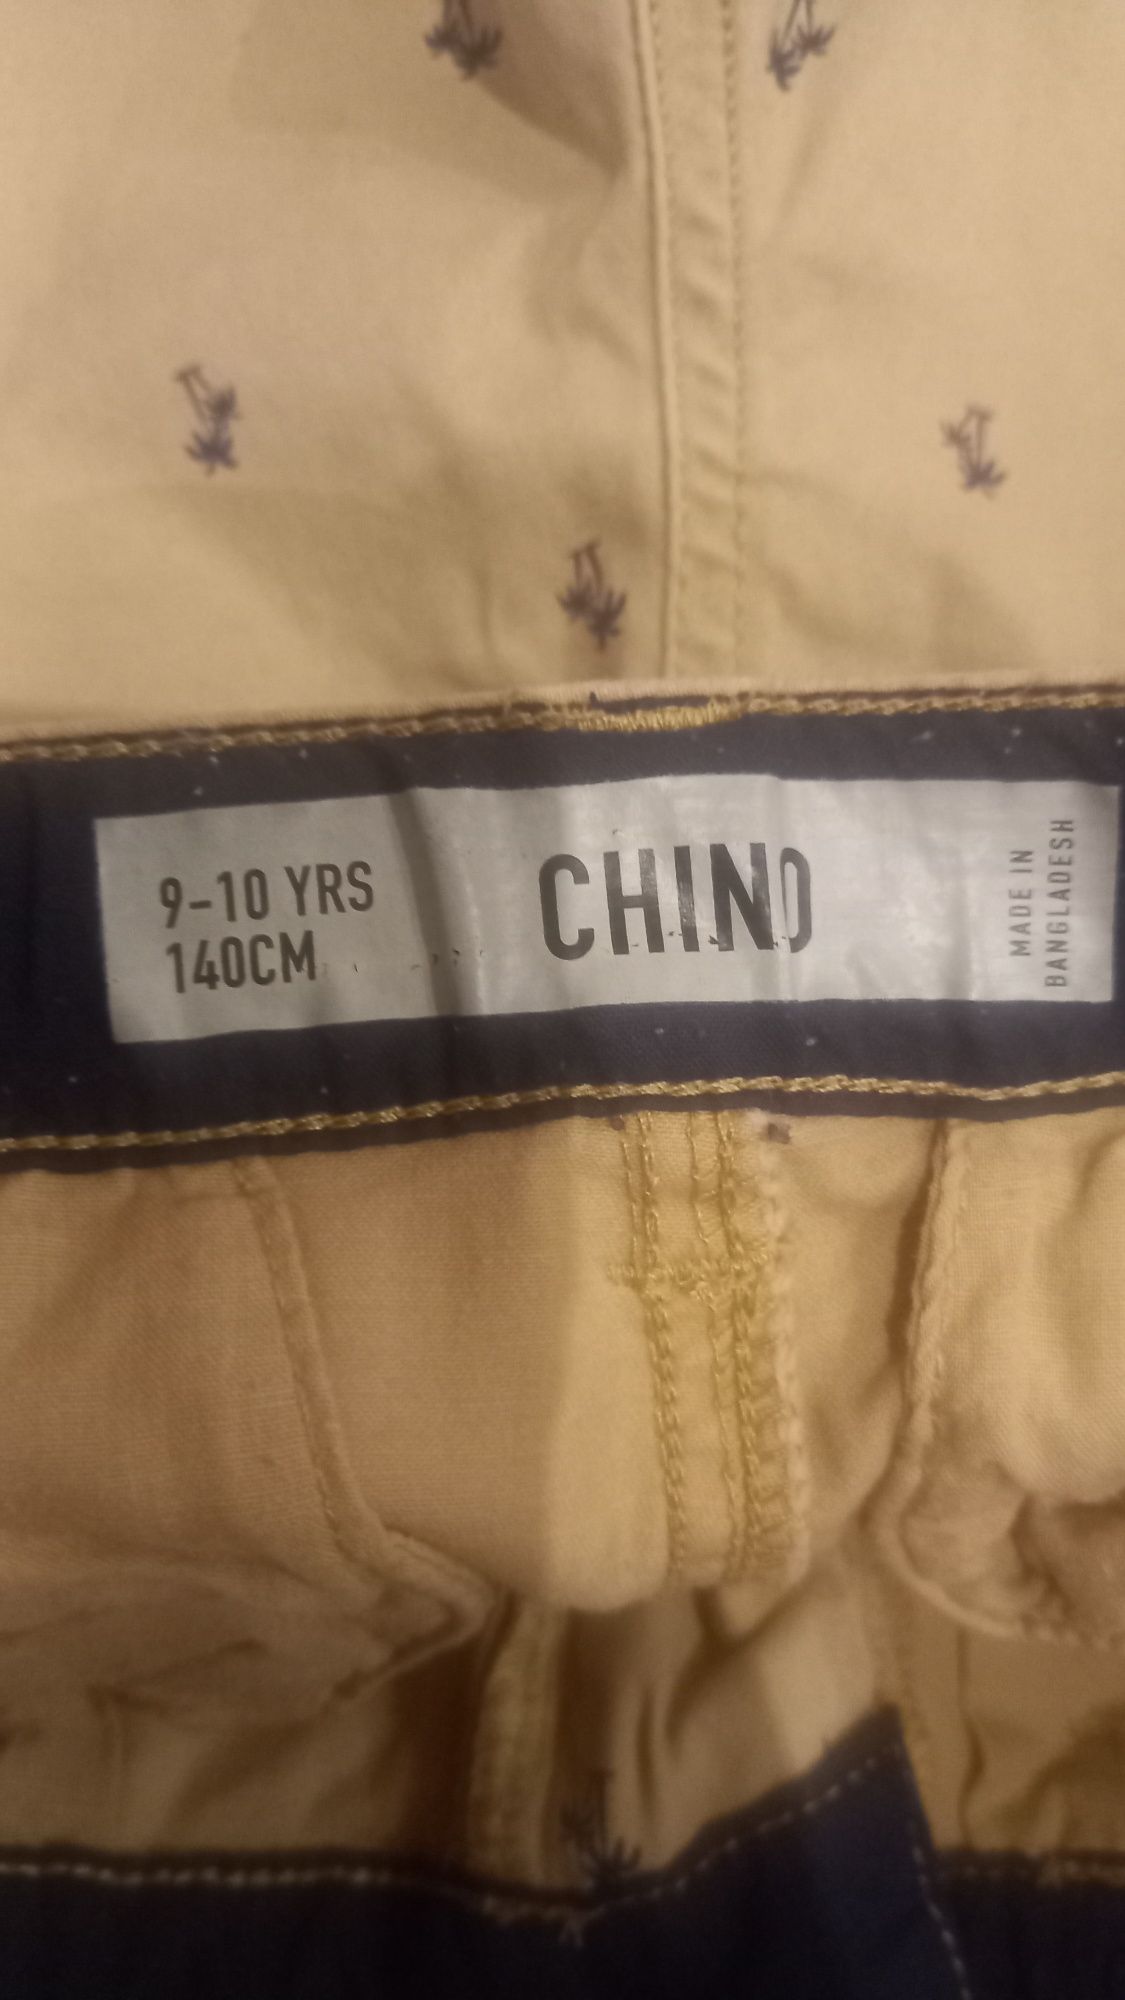 9-10 YRS
140CM
CHINO
MADE IN
BANGLADESH